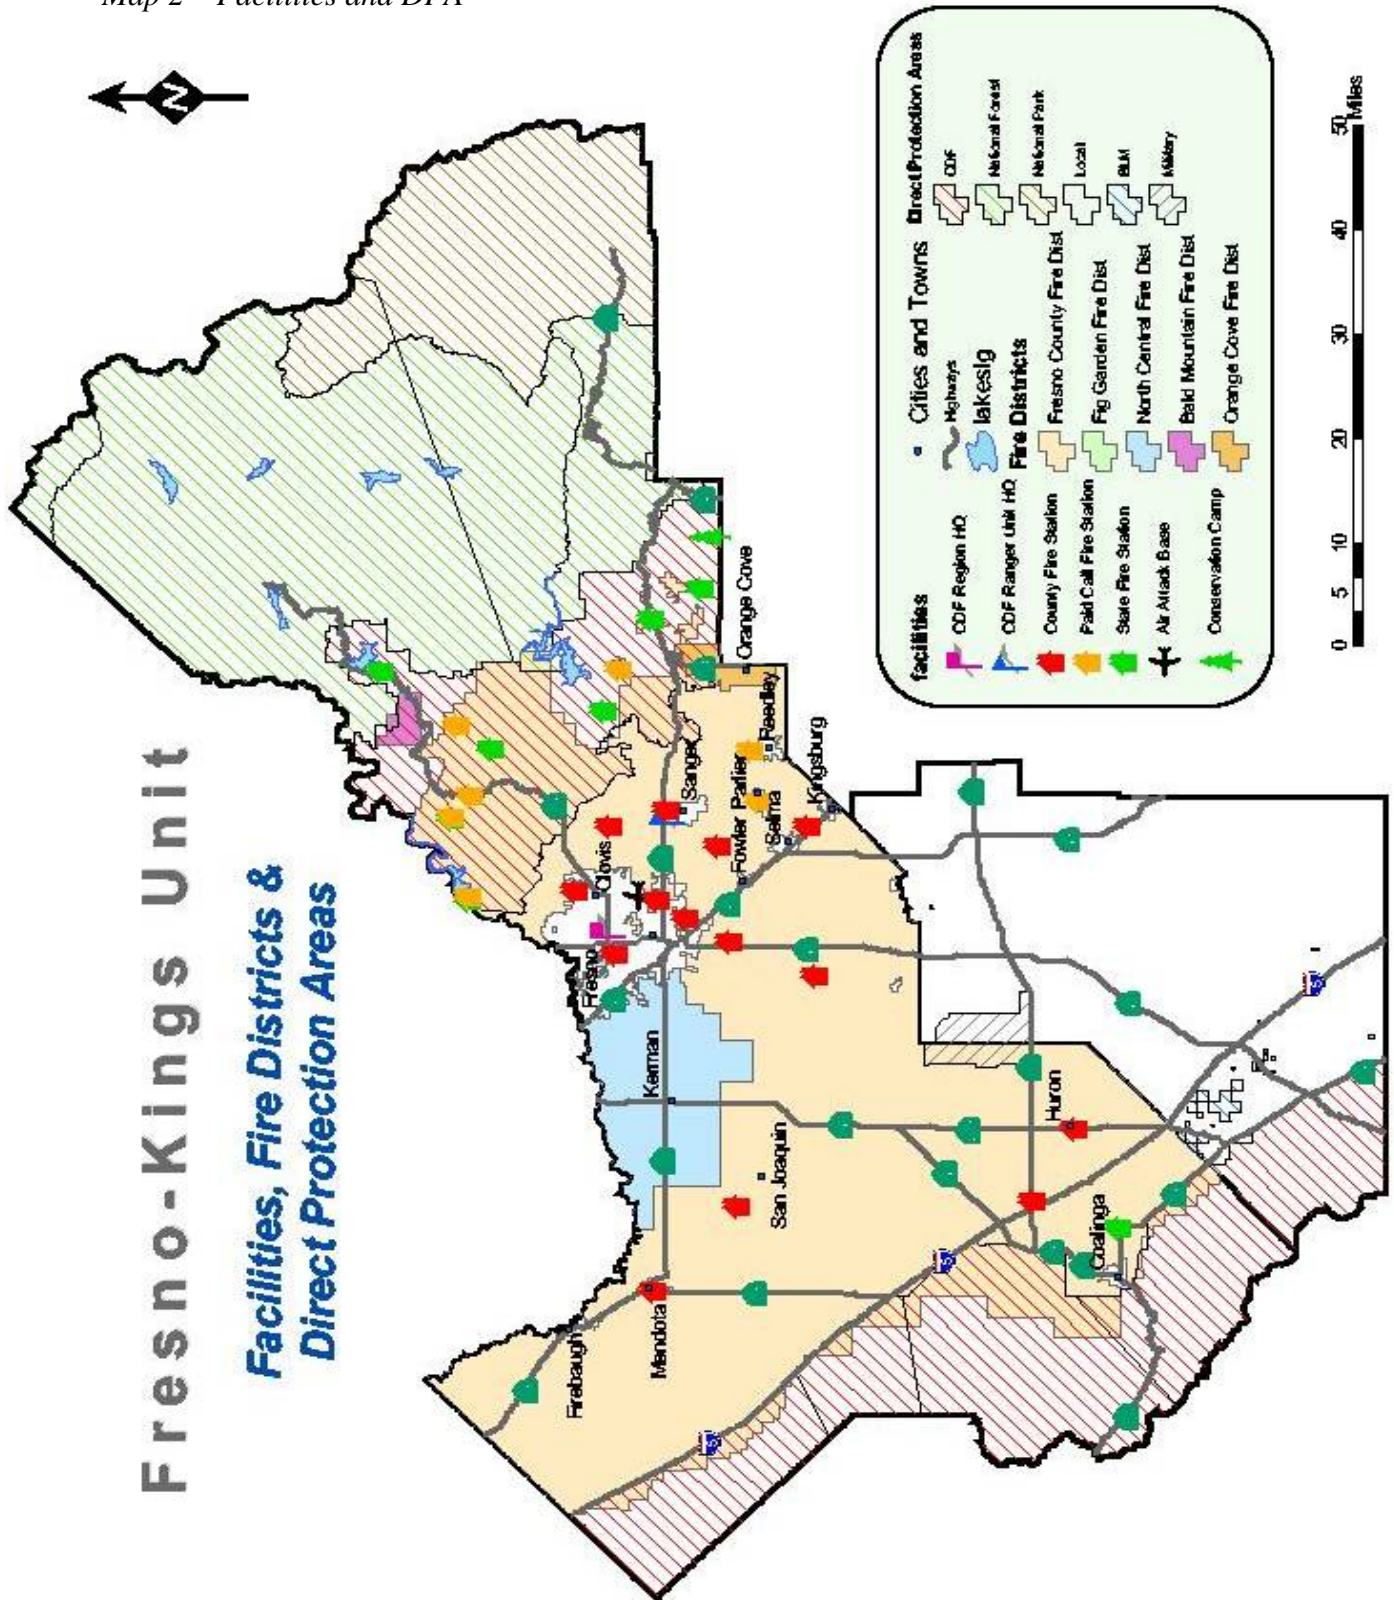 Map 2 – Facilities and DPA
N
Fresno-Kings Unit
Facilities, Fire Districts &
Direct Protection Areas
Firebaugh
Mendota
San Joaquin
Kerman
Fresno
Clovis
Sanger
Fowler
Parlier
Selma
Reedley
Kingsburg
Orange Cove
Huron
Coalinga
5
5
5
facilities
CDF Region HQ
CDF Ranger Unit HQ
County Fire Station
Paid Call Fire Station
State Fire Station
Air Attack Base
Conservation Camp
Cities and Towns
Highways
lakeslg
Fire Districts
Fresno County Fire Dist
Fig Garden Fire Dist
North Central Fire Dist
Bald Mountain Fire Dist
Orange Cove Fire Dist
Direct Protection Areas
CDF
National Forest
National Park
Local
BLM
Military
0 5 10 20 30 40 50
Miles